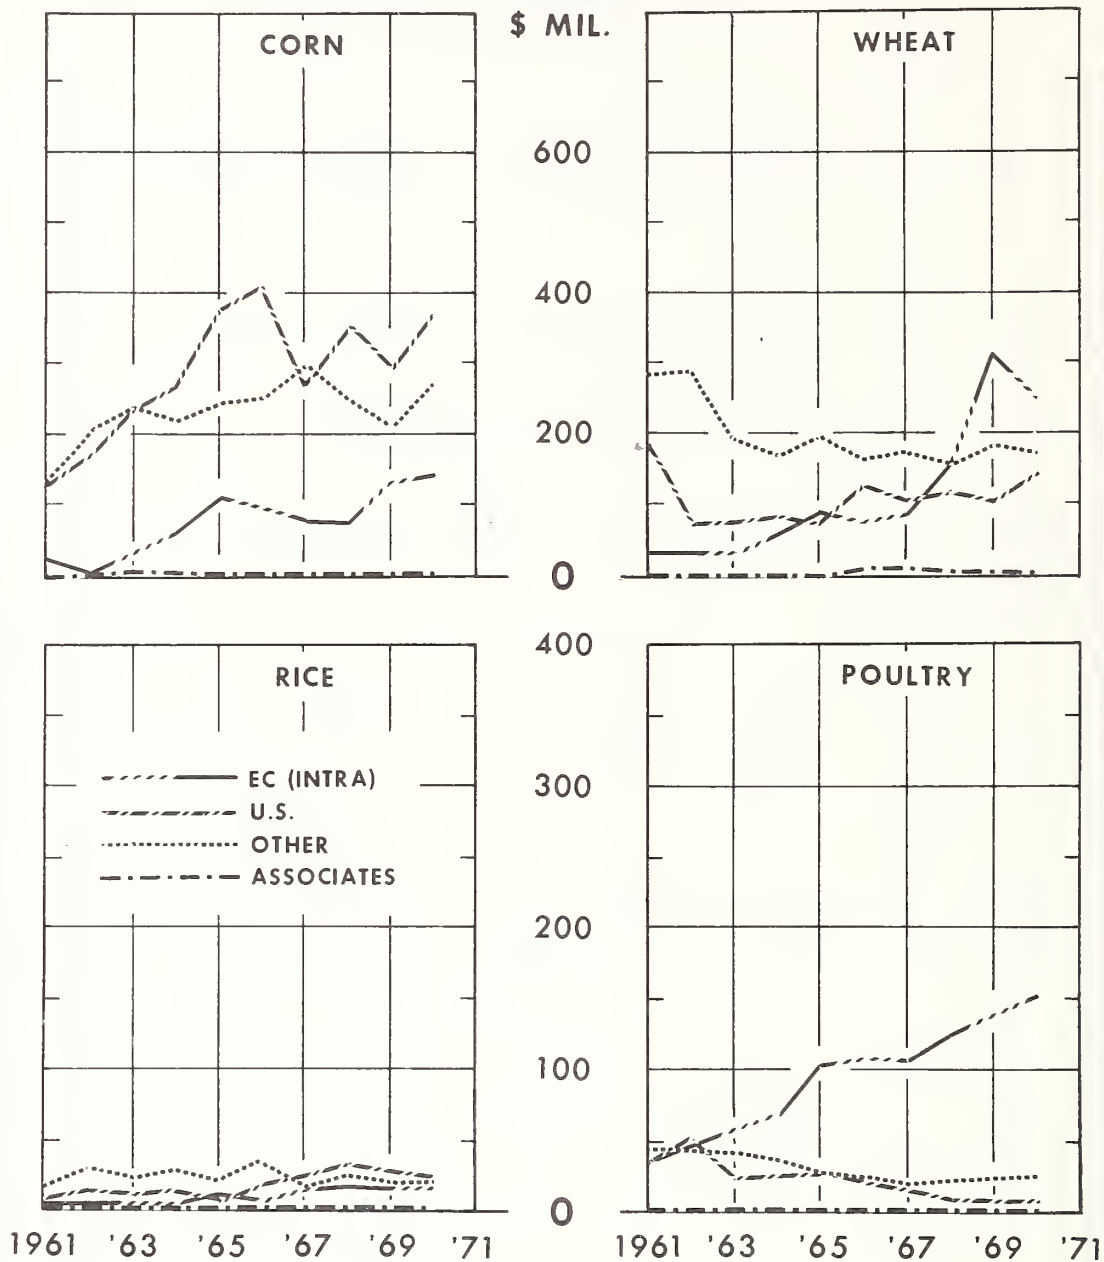 $ MIL.
CORN
WHEAT
600
400
200
0
400
RICE
POULTRY
EC (INTRA)
300
U.S.
OTHER
ASSOCIATES
200
100
0
1961 '63 '65 '67 '69 '71
1961 '63 '65 '67 '69 '71